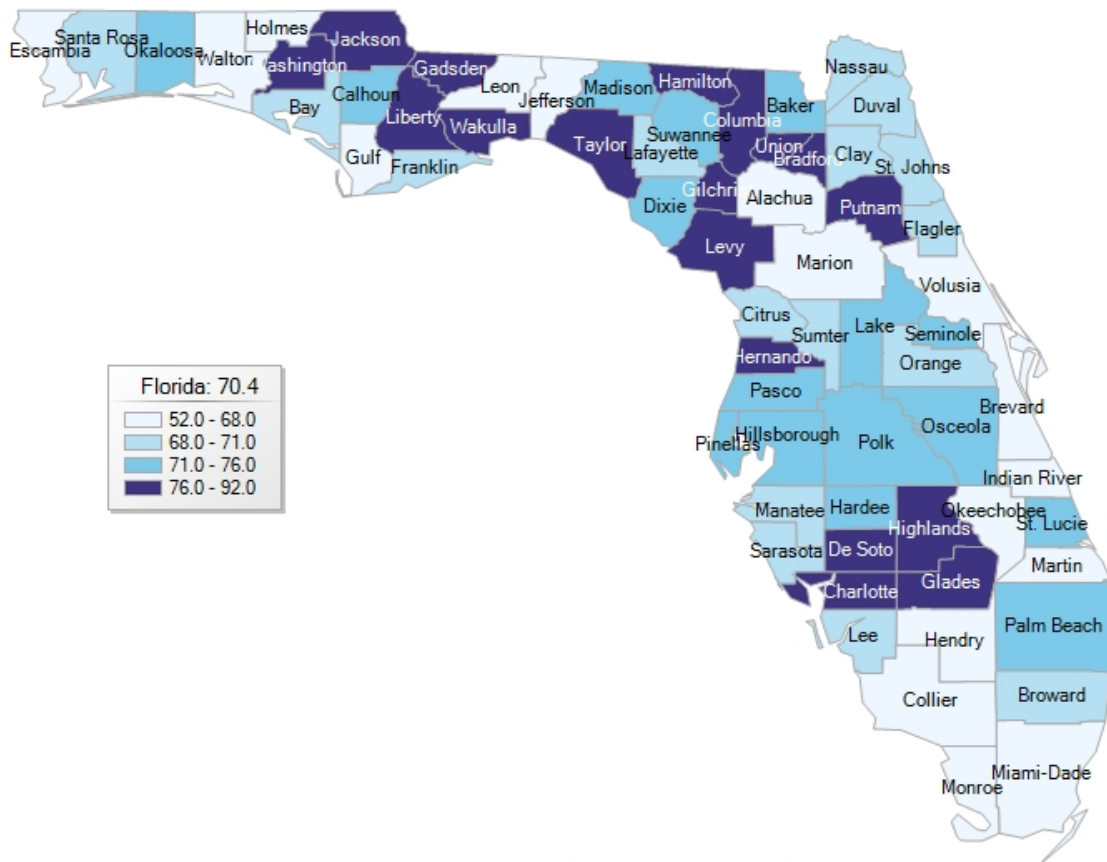 Holmes
Jackson
Escambia
Santa Rosa
Okaloosa
Walton
Washington
Gadsden
Leon
Jefferson
Madison
Hamilton
Nassau
Bay
Calhoun
Liberty
Wakulla
Taylor
Lafayette
Suwannee
Columbia
Baker
Duval
Union
Bradford
Clay
St. Johns
Gulf
Franklin
Dixie
Gilchri
Alachua
Putnam
Flagler
Levy
Marion
Volusia
Citrus
Sumter
Lake
Seminole
Hernando
Orange
Pasco
Brevard
Osceola
Pinellas
Hillsborough
Polk
Indian River
Florida: 70.4
52.0 - 68.0
68.0 - 71.0
71.0 - 76.0
76.0 - 92.0
Manatee
Hardee
Highlands
Okeechobee
St. Lucie
Sarasota
De Soto
Martin
Charlotte
Glades
Lee
Hendry
Palm Beach
Collier
Broward
Monroe
Miami-Dade